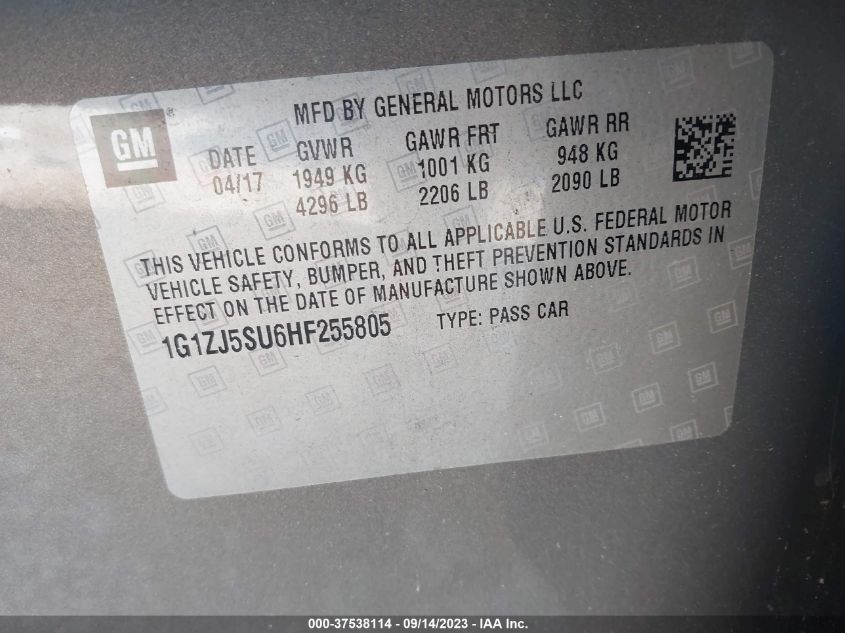 MFD BY GENERAL MOTORS LLC
GM
DATE GVWR GAWR FRT GAWR RR
04/17 1949 KG 1001 KG 948 KG
4296 LB 2206 LB 2090 LB
THIS VEHICLE CONFORMS TO ALL APPLICABLE U.S. FEDERAL MOTOR
VEHICLE SAFETY, BUMPER, AND THEFT PREVENTION STANDARDS IN
EFFECT ON THE DATE OF MANUFACTURE SHOWN ABOVE.
1G1ZJ5SU6HF255805 TYPE: PASS CAR
000-37538114 - 09/14/2023 - IAA Inc.